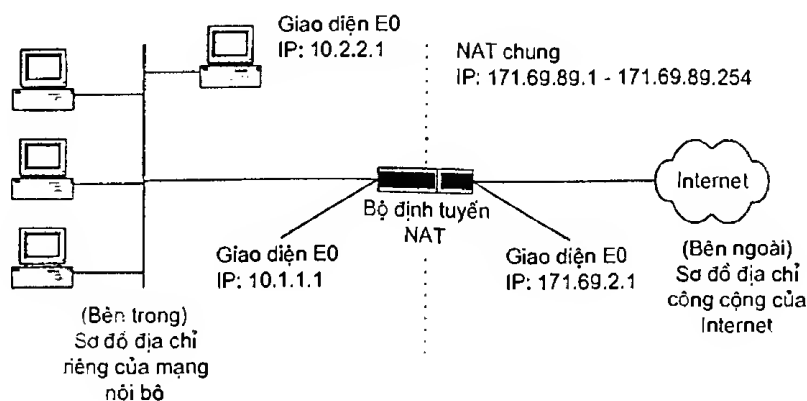 Giao diện E0
IP: 10.2.2.1
NAT chung
IP: 171.69.89.1 - 171.69.89.254
Internet
Bộ định tuyến
NAT
Giao diện E0
IP: 10.1.1.1
Giao diện E0
IP: 171.69.2.1
(Bên ngoài)
Sơ đồ địa chỉ
công cộng của
Internet
(Bên trong)
Sơ đồ địa chỉ
riêng của mạng
nội bộ